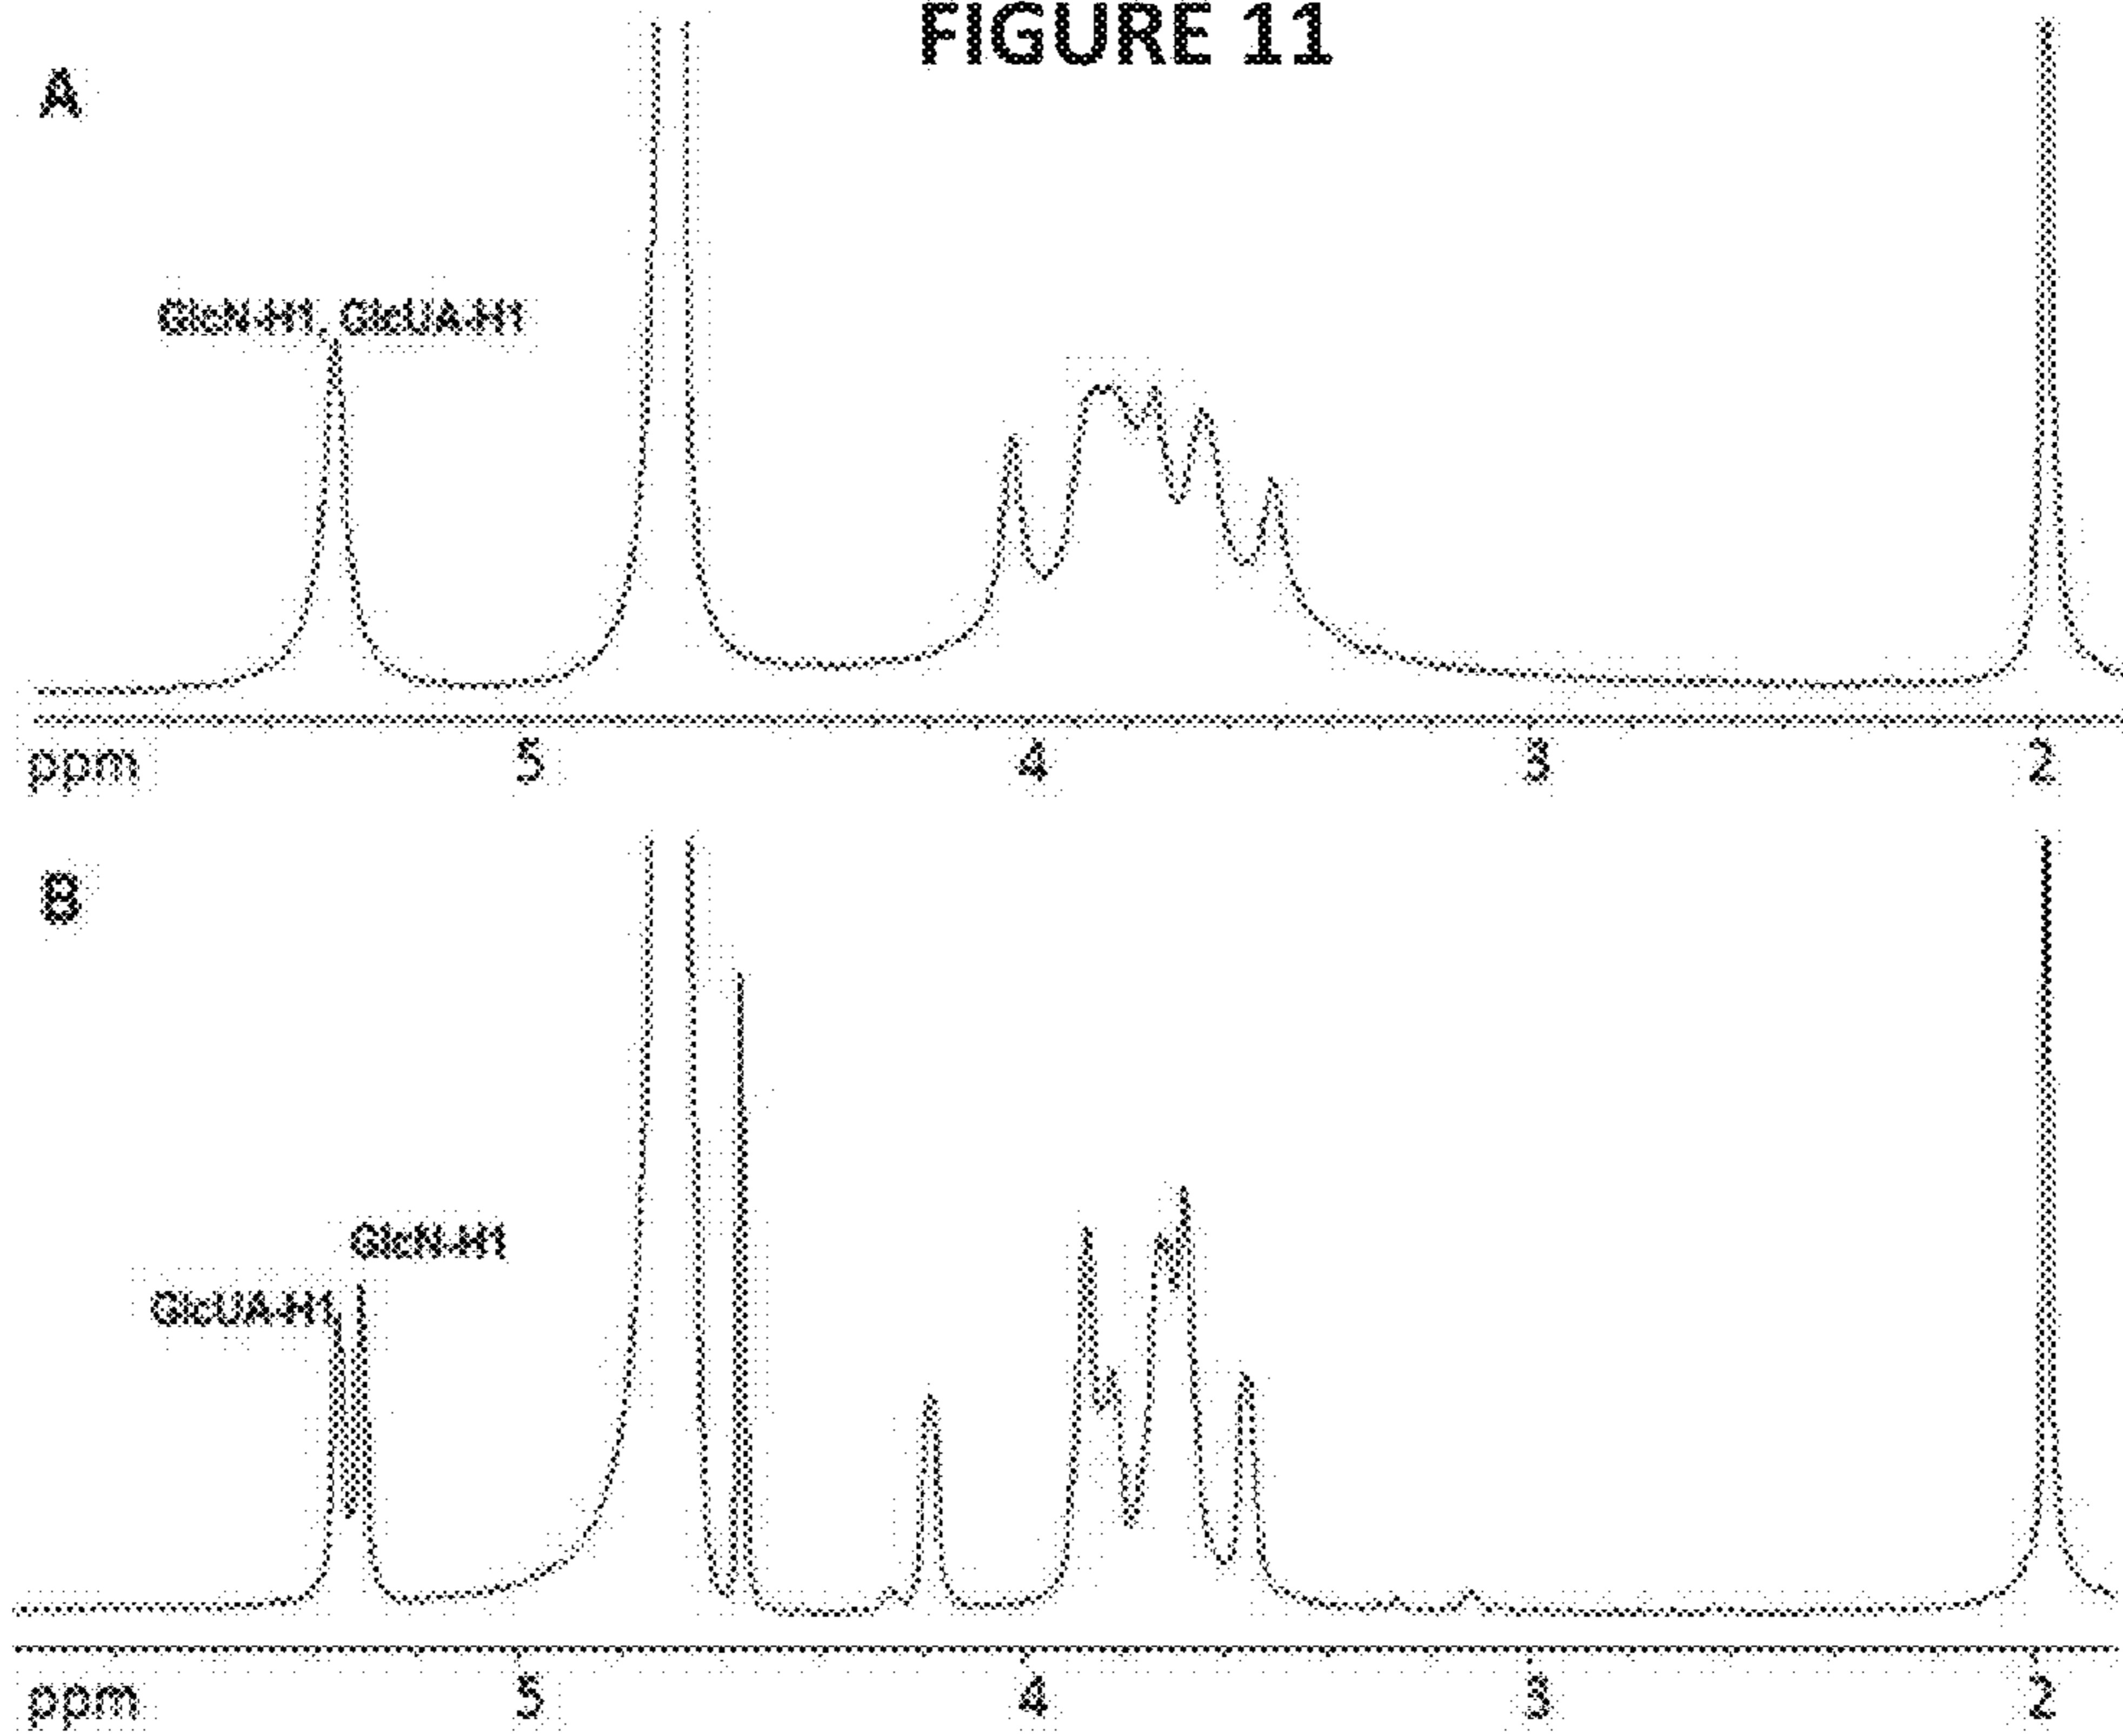 FIGURE 11
A
GlcN-H1, GlcUA-H1
ppm 5 4 3 2
B
GlcN-H1
GlcUA-H1
ppm 5 4 3 2